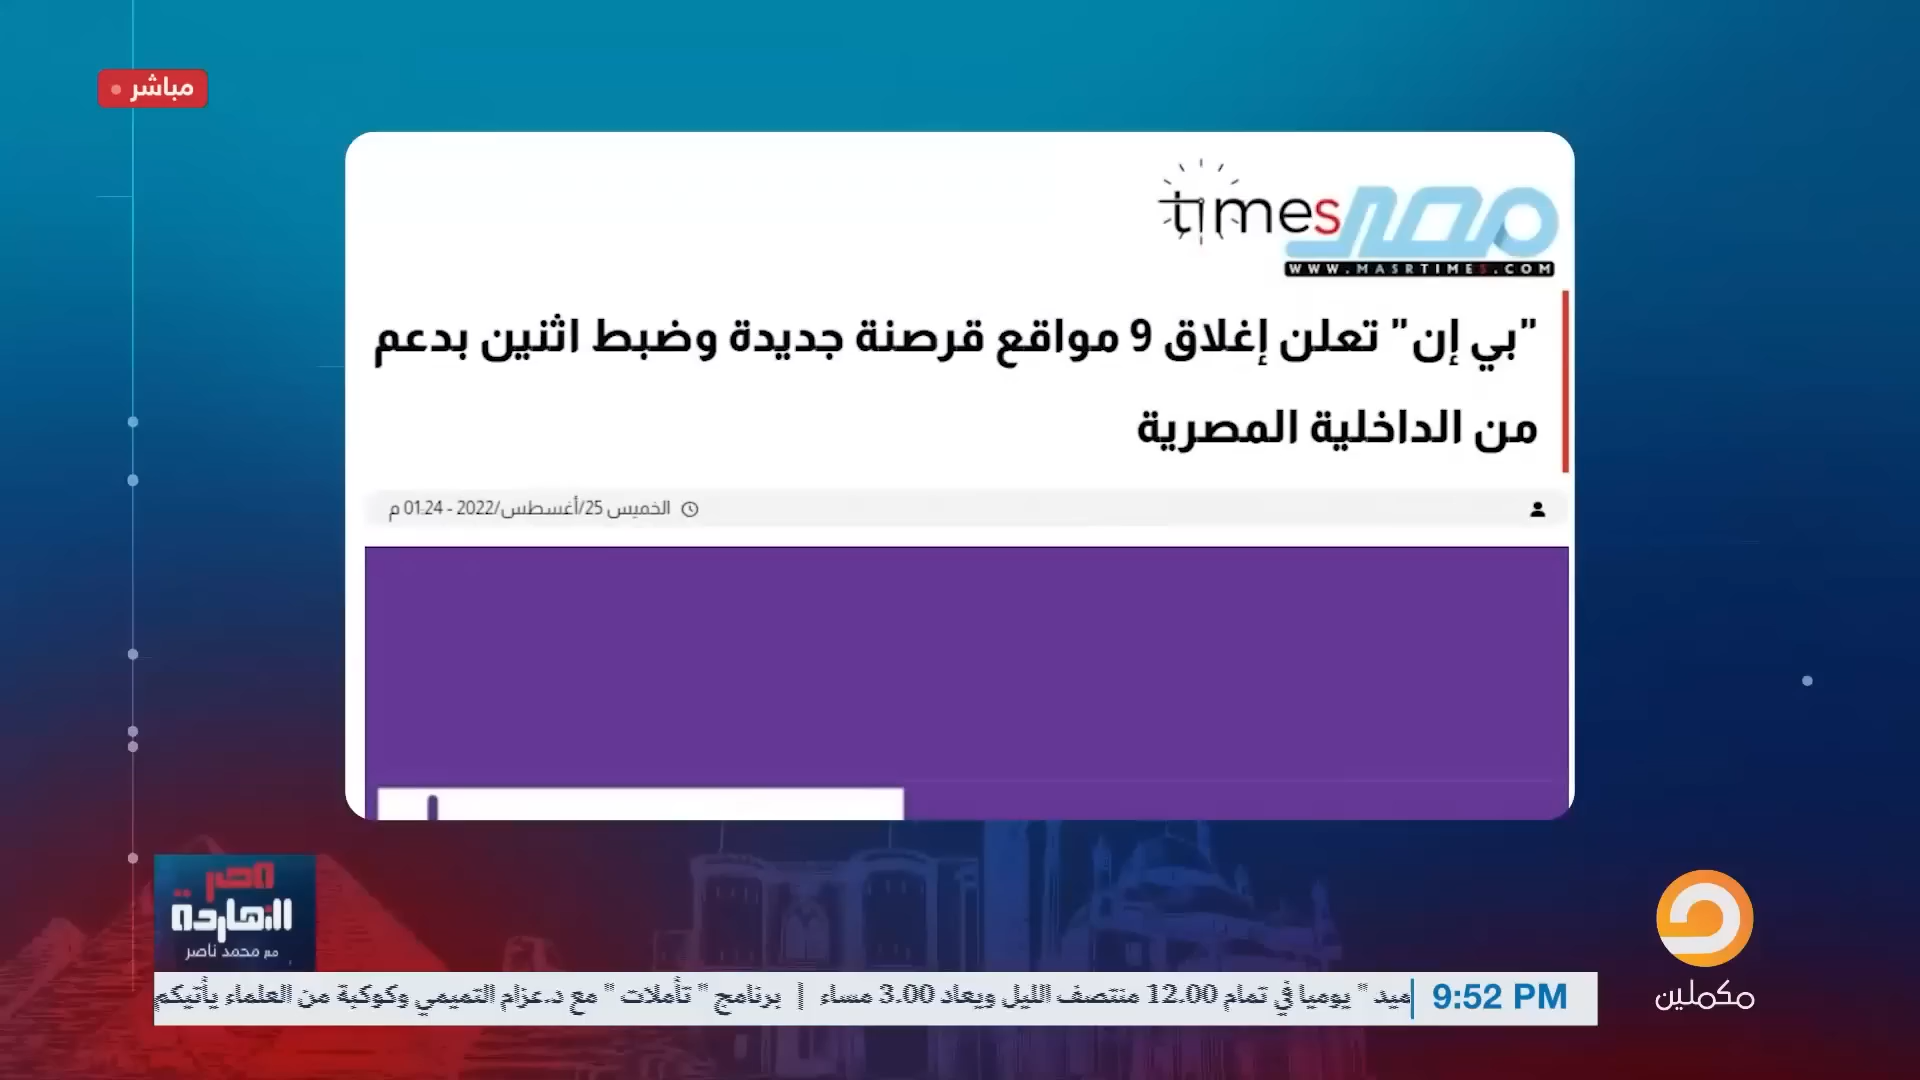 مباشر
times مصر
WWW.MASRTIMES.COM
"بي إن" تعلن إغلاق 9 مواقع قرصنة جديدة وضبط اثنين بدعم
من الداخلية المصرية
الخميس 25/أغسطس/2022 - 01:24 م
مصر
النهاردة
مع محمد ناصر
ميد " يوميا في تمام 12.00 منتصف الليل ويعاد 3.00 مساء | برنامج " تأملات " مع د.عزام التميمي وكوكبة من العلماء يأتيكم
9:52 PM
مكملين